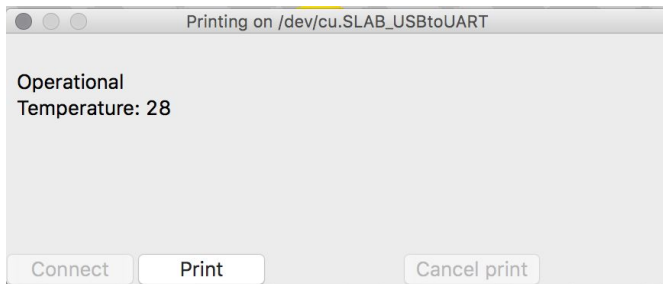 Printing on /dev/cu.SLAB_USBtoUART
Operational
Temperature: 28
Connect Print Cancel print